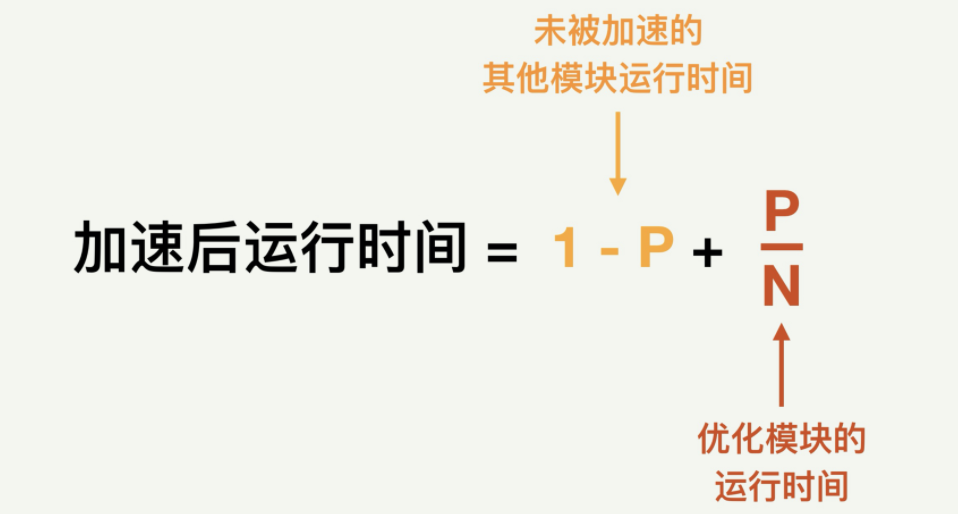 未被加速的
其他模块运行时间
加速后运行时间 = 1 - P + P/N
优化模块的
运行时间